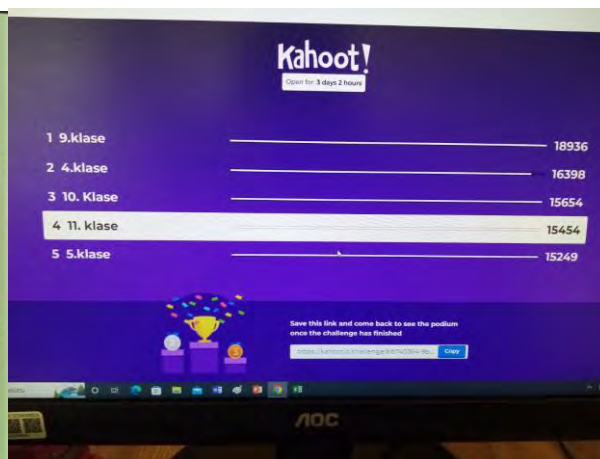 Kahoot!
Open for 3 days 2 hours
1 9.klase 18936
2 4.klase 16398
3 10. Klase 15654
4 11. klase 15454
5 5.klase 15249
Save this link and come back to see the podium
once the challenge has finished
Copy
AOC